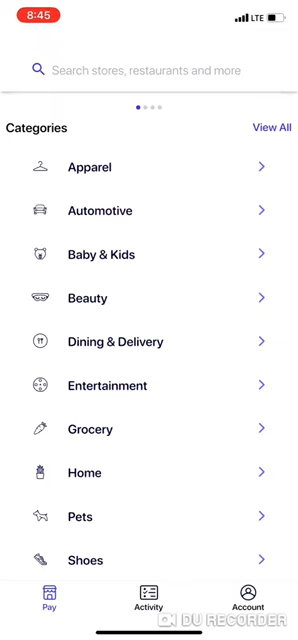 8:45
LTE
Search stores, restaurants and more
Categories
View All
Apparel
Automotive
Baby & Kids
Beauty
Dining & Delivery
Entertainment
Grocery
Home
Pets
Shoes
Pay
Activity
Account
DU RECORDER